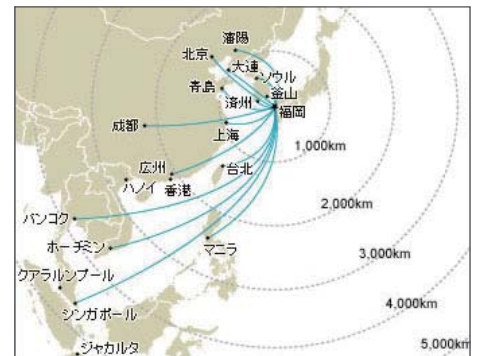 瀋陽
北京
大連
ソウル
青島
釜山
済州
福岡
成都
上海
1,000km
広州
台北
ハノイ
香港
2,000km
バンコク
ホーチミン
マニラ
3,000km
クアラルンプール
4,000km
シンガポール
5,000km
ジャカルタ